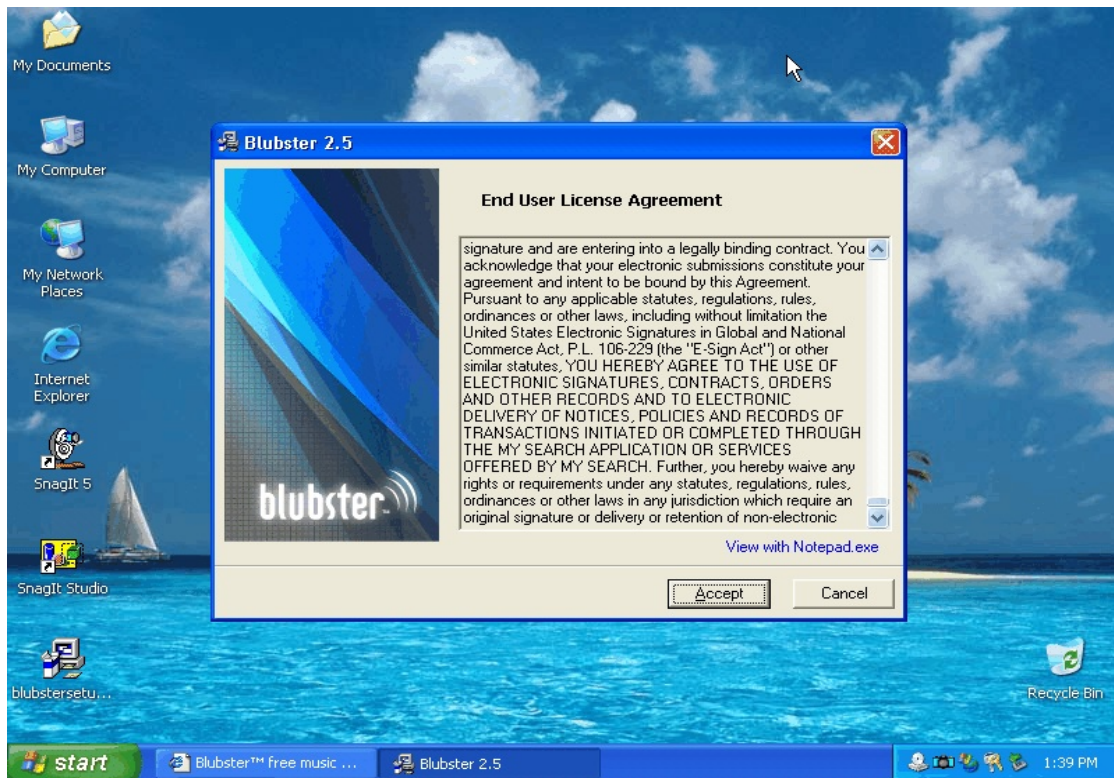 My Documents
My Computer
My Network
Places
Internet
Explorer
SnagIt 5
SnagIt Studio
blubstersetu...
Blubster 2.5
End User License Agreement
signature and are entering into a legally binding contract. You
acknowledge that your electronic submissions constitute your
agreement and intent to be bound by this Agreement.
Pursuant to any applicable statutes, regulations, rules,
ordinances or other laws, including without limitation the
United States Electronic Signatures in Global and National
Commerce Act, P.L. 106-229 (the "E-Sign Act") or other
similar statutes, YOU HEREBY AGREE TO THE USE OF
ELECTRONIC SIGNATURES, CONTRACTS, ORDERS
AND OTHER RECORDS AND TO ELECTRONIC
DELIVERY OF NOTICES, POLICIES AND RECORDS OF
TRANSACTIONS INITIATED OR COMPLETED THROUGH
THE MY SEARCH APPLICATION OR SERVICES
OFFERED BY MY SEARCH. Further, you hereby waive any
rights or requirements under any statutes, regulations, rules,
ordinances or other laws in any jurisdiction which require an
original signature or delivery or retention of non-electronic
blubster
View with Notepad.exe
Accept
Cancel
Recycle Bin
start
Blubster™ free music ...
Blubster 2.5
1:39 PM